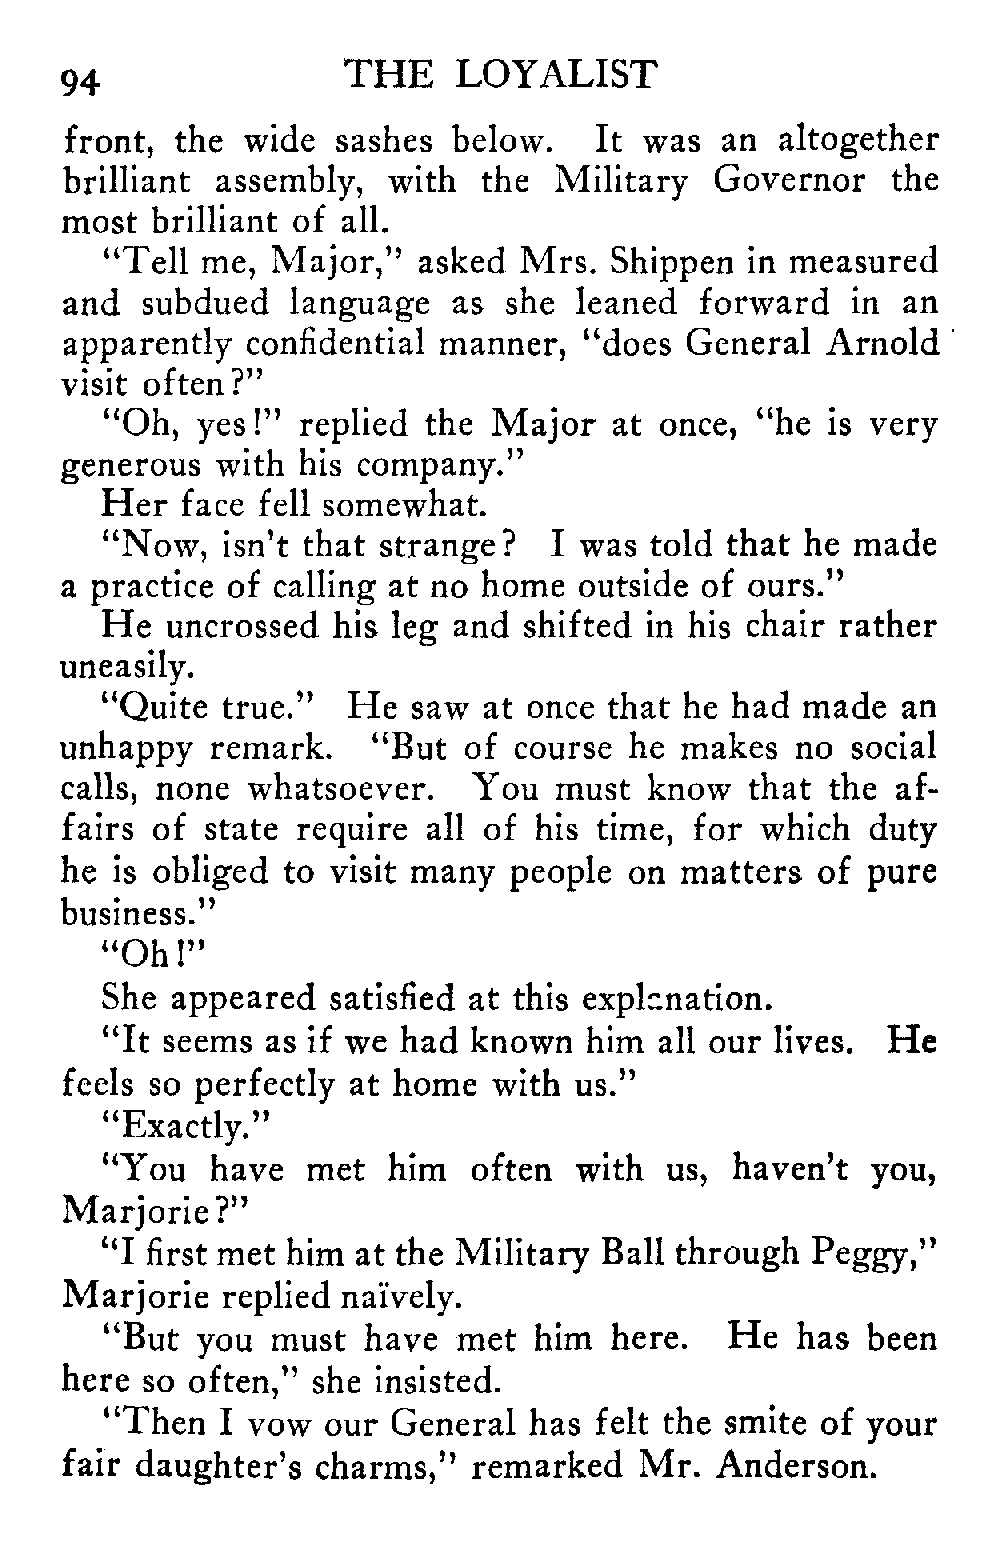 94 THE LOYALIST
front, the wide sashes below. It was an altogether
brilliant assembly, with the Military Governor the
most brilliant of all.
"Tell me, Major," asked Mrs. Shippen in measured
and subdued language as she leaned forward in an
apparently confidential manner, "does General Arnold
visit often?"
"Oh, yes!" replied the Major at once, "he is very
generous with his company."
Her face fell somewhat.
"Now, isn't that strange? I was told that he made
a practice of calling at no home outside of ours."
He uncrossed his leg and shifted in his chair rather
uneasily.
"Quite true." He saw at once that he had made an
unhappy remark. "But of course he makes no social
calls, none whatsoever. You must know that the af-
fairs of state require all of his time, for which duty
he is obliged to visit many people on matters of pure
business."
"Oh!"
She appeared satisfied at this explanation.
"It seems as if we had known him all our lives. He
feels so perfectly at home with us."
"Exactly."
"You have met him often with us, haven't you,
Marjorie?"
"I first met him at the Military Ball through Peggy,"
Marjorie replied naïvely.
"But you must have met him here. He has been
here so often," she insisted.
"Then I vow our General has felt the smite of your
fair daughter's charms," remarked Mr. Anderson.